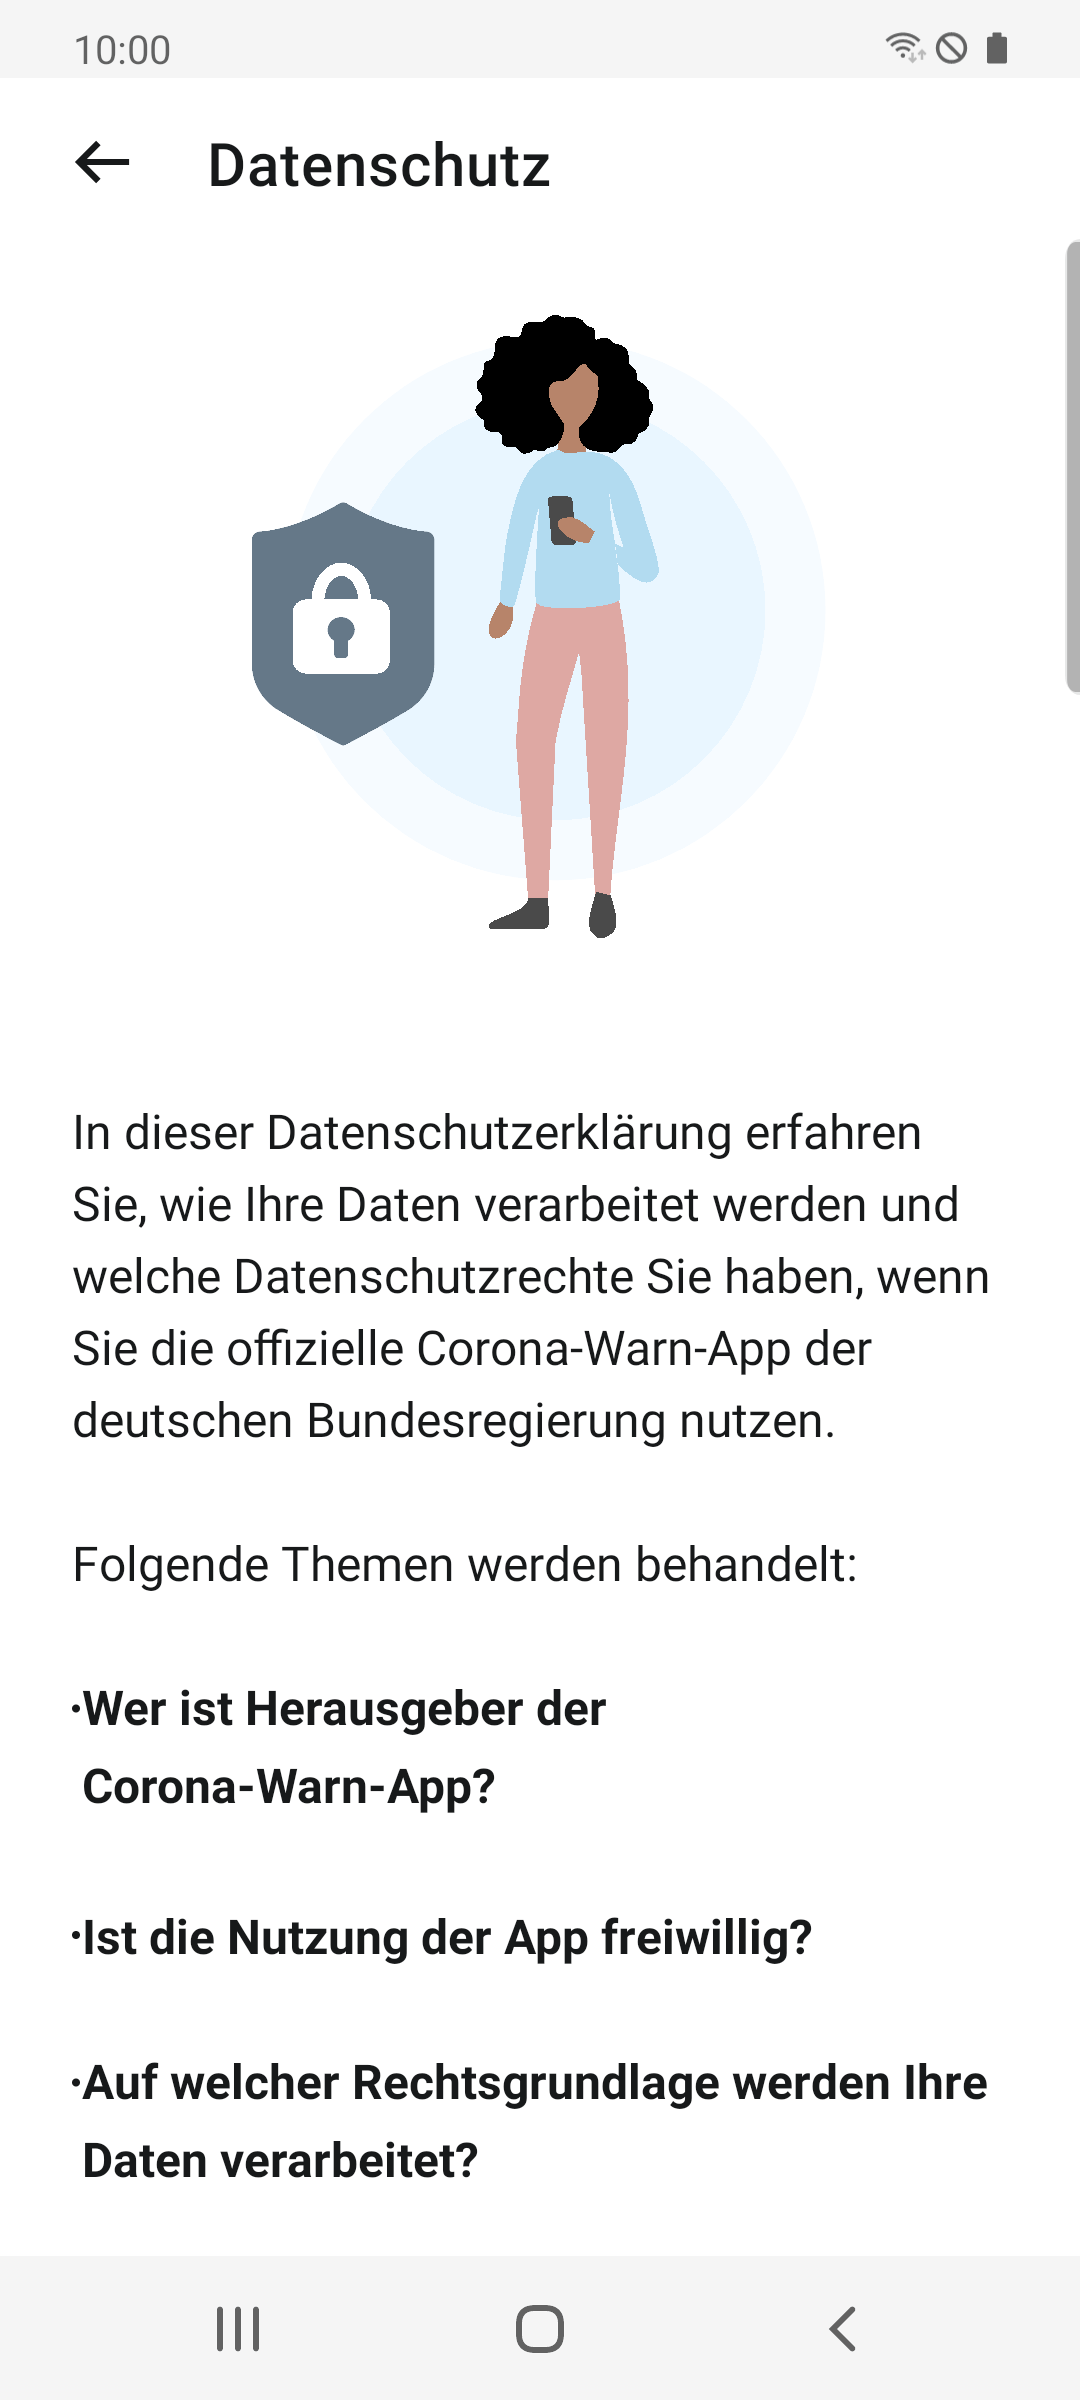 10:00
Datenschutz
In dieser Datenschutzerklärung erfahren
Sie, wie Ihre Daten verarbeitet werden und
welche Datenschutzrechte Sie haben, wenn
Sie die offizielle Corona-Warn-App der
deutschen Bundesregierung nutzen.
Folgende Themen werden behandelt:
·Wer ist Herausgeber der
Corona-Warn-App?
·Ist die Nutzung der App freiwillig?
·Auf welcher Rechtsgrundlage werden Ihre
Daten verarbeitet?